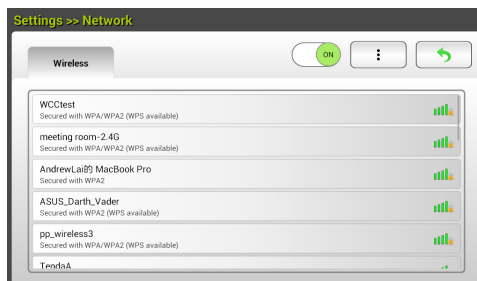 Settings >> Network
Wireless
ON
WCCtest
Secured with WPA/WPA2 (WPS available)
meeting room-2.4G
Secured with WPA/WPA2 (WPS available)
AndrewLai的 MacBook Pro
Secured with WPA2
ASUS_Darth_Vader
Secured with WPA2 (WPS available)
pp_wireless3
Secured with WPA/WPA2 (WPS available)
TendaA